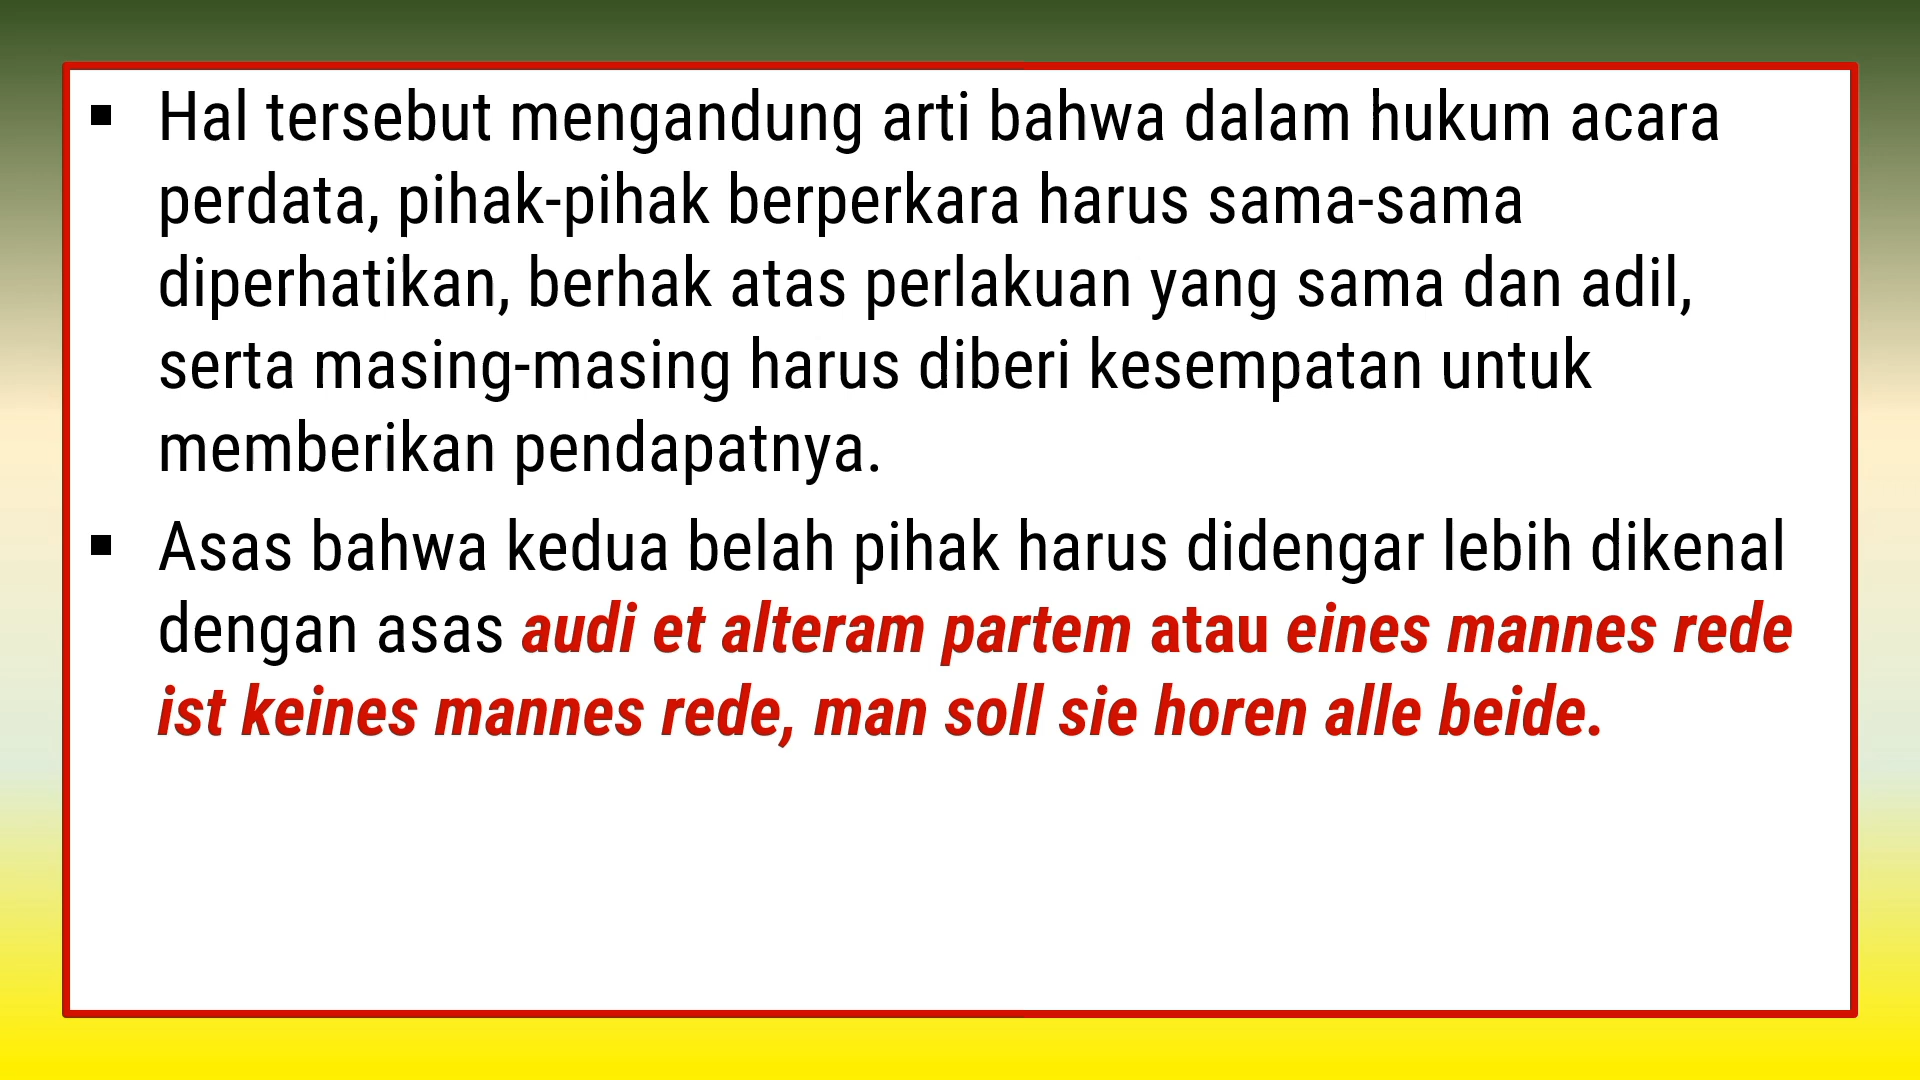 ▪ Hal tersebut mengandung arti bahwa dalam hukum acara
perdata, pihak-pihak berperkara harus sama-sama
diperhatikan, berhak atas perlakuan yang sama dan adil,
serta masing-masing harus diberi kesempatan untuk
memberikan pendapatnya.
▪ Asas bahwa kedua belah pihak harus didengar lebih dikenal
dengan asas audi et alteram partem atau eines mannes rede
ist keines mannes rede, man soll sie horen alle beide.